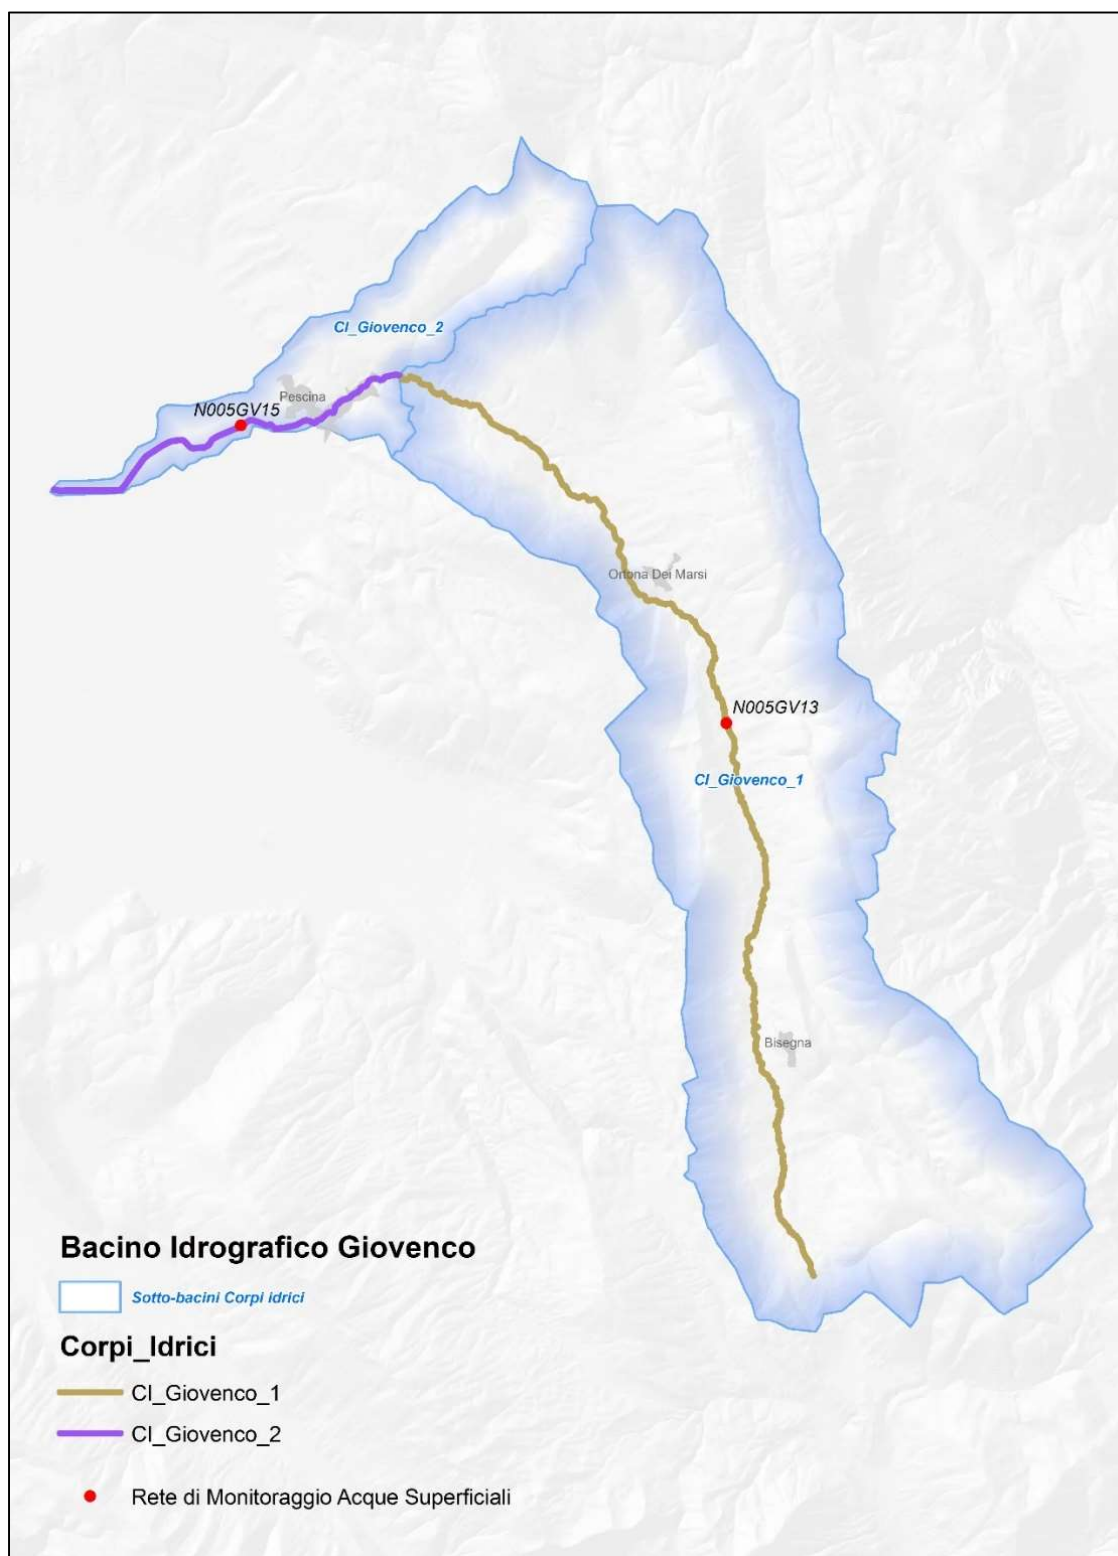 CI_Giovenco_2
Pescina
N005GV15
Ortona Dei Marsi
N005GV13
CI_Giovenco_1
Bisegna
Bacino Idrografico Giovenco
Sotto-bacini Corpi idrici
Corpi_Idrici
CI_Giovenco_1
CI_Giovenco_2
Rete di Monitoraggio Acque Superficiali